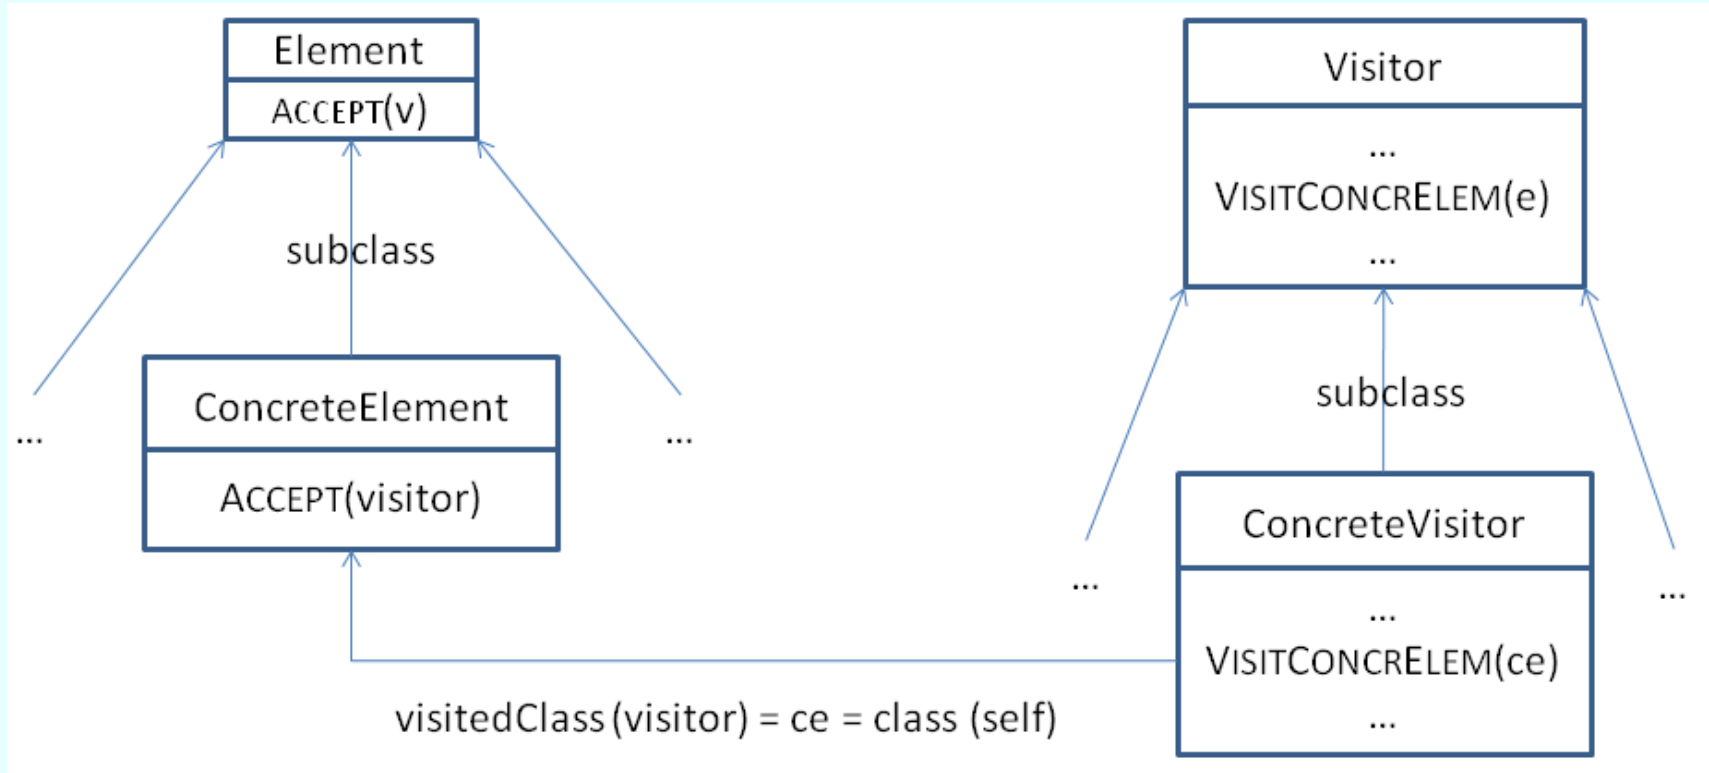 Element
ACCEPT(v)
subclass
...
ConcreteElement
...
ACCEPT(visitor)
Visitor
...
VISITCONCRELEM(e)
...
subclass
...
ConcreteVisitor
...
...
VISITCONCRELEM(ce)
...
visitedClass (visitor) = ce = class (self)